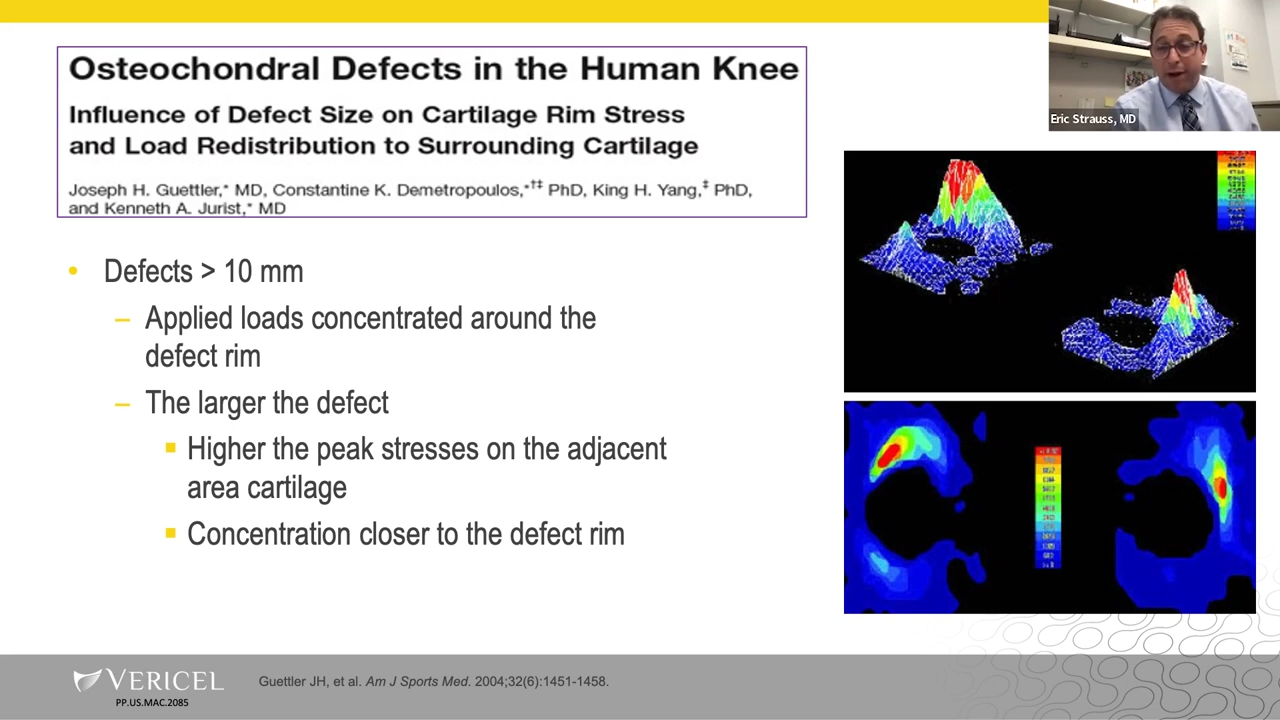 Osteochondral Defects in the Human Knee
Influence of Defect Size on Cartilage Rim Stress
and Load Redistribution to Surrounding Cartilage
Joseph H. Guettler,* MD, Constantine K. Demetropoulos,*†‡ PhD, King H. Yang,‡ PhD,
and Kenneth A. Jurist,* MD
Eric Strauss, MD
• Defects > 10 mm
– Applied loads concentrated around the
defect rim
– The larger the defect
▪ Higher the peak stresses on the adjacent
area cartilage
▪ Concentration closer to the defect rim
VERICEL
PP.US.MAC.2085
Guettler JH, et al. Am J Sports Med. 2004;32(6):1451-1458.